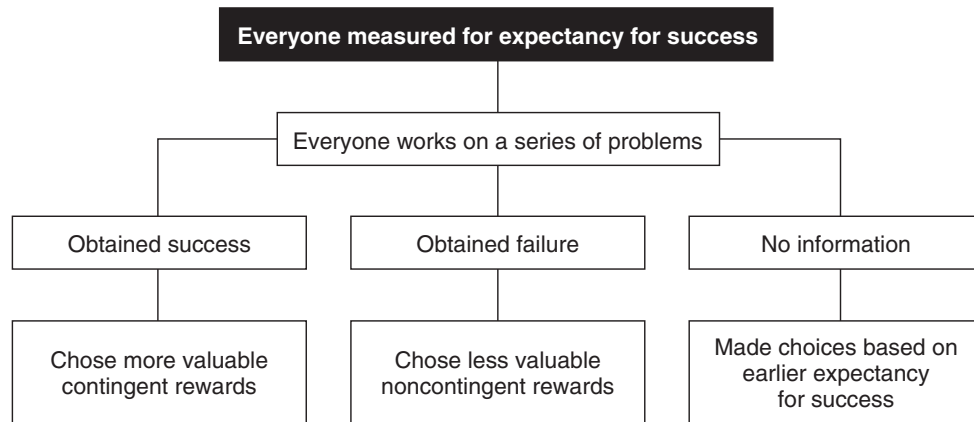 Everyone measured for expectancy for success
Everyone works on a series of problems
Obtained success
Obtained failure
No information
Chose more valuable
contingent rewards
Chose less valuable
noncontingent rewards
Made choices based on
earlier expectancy
for success